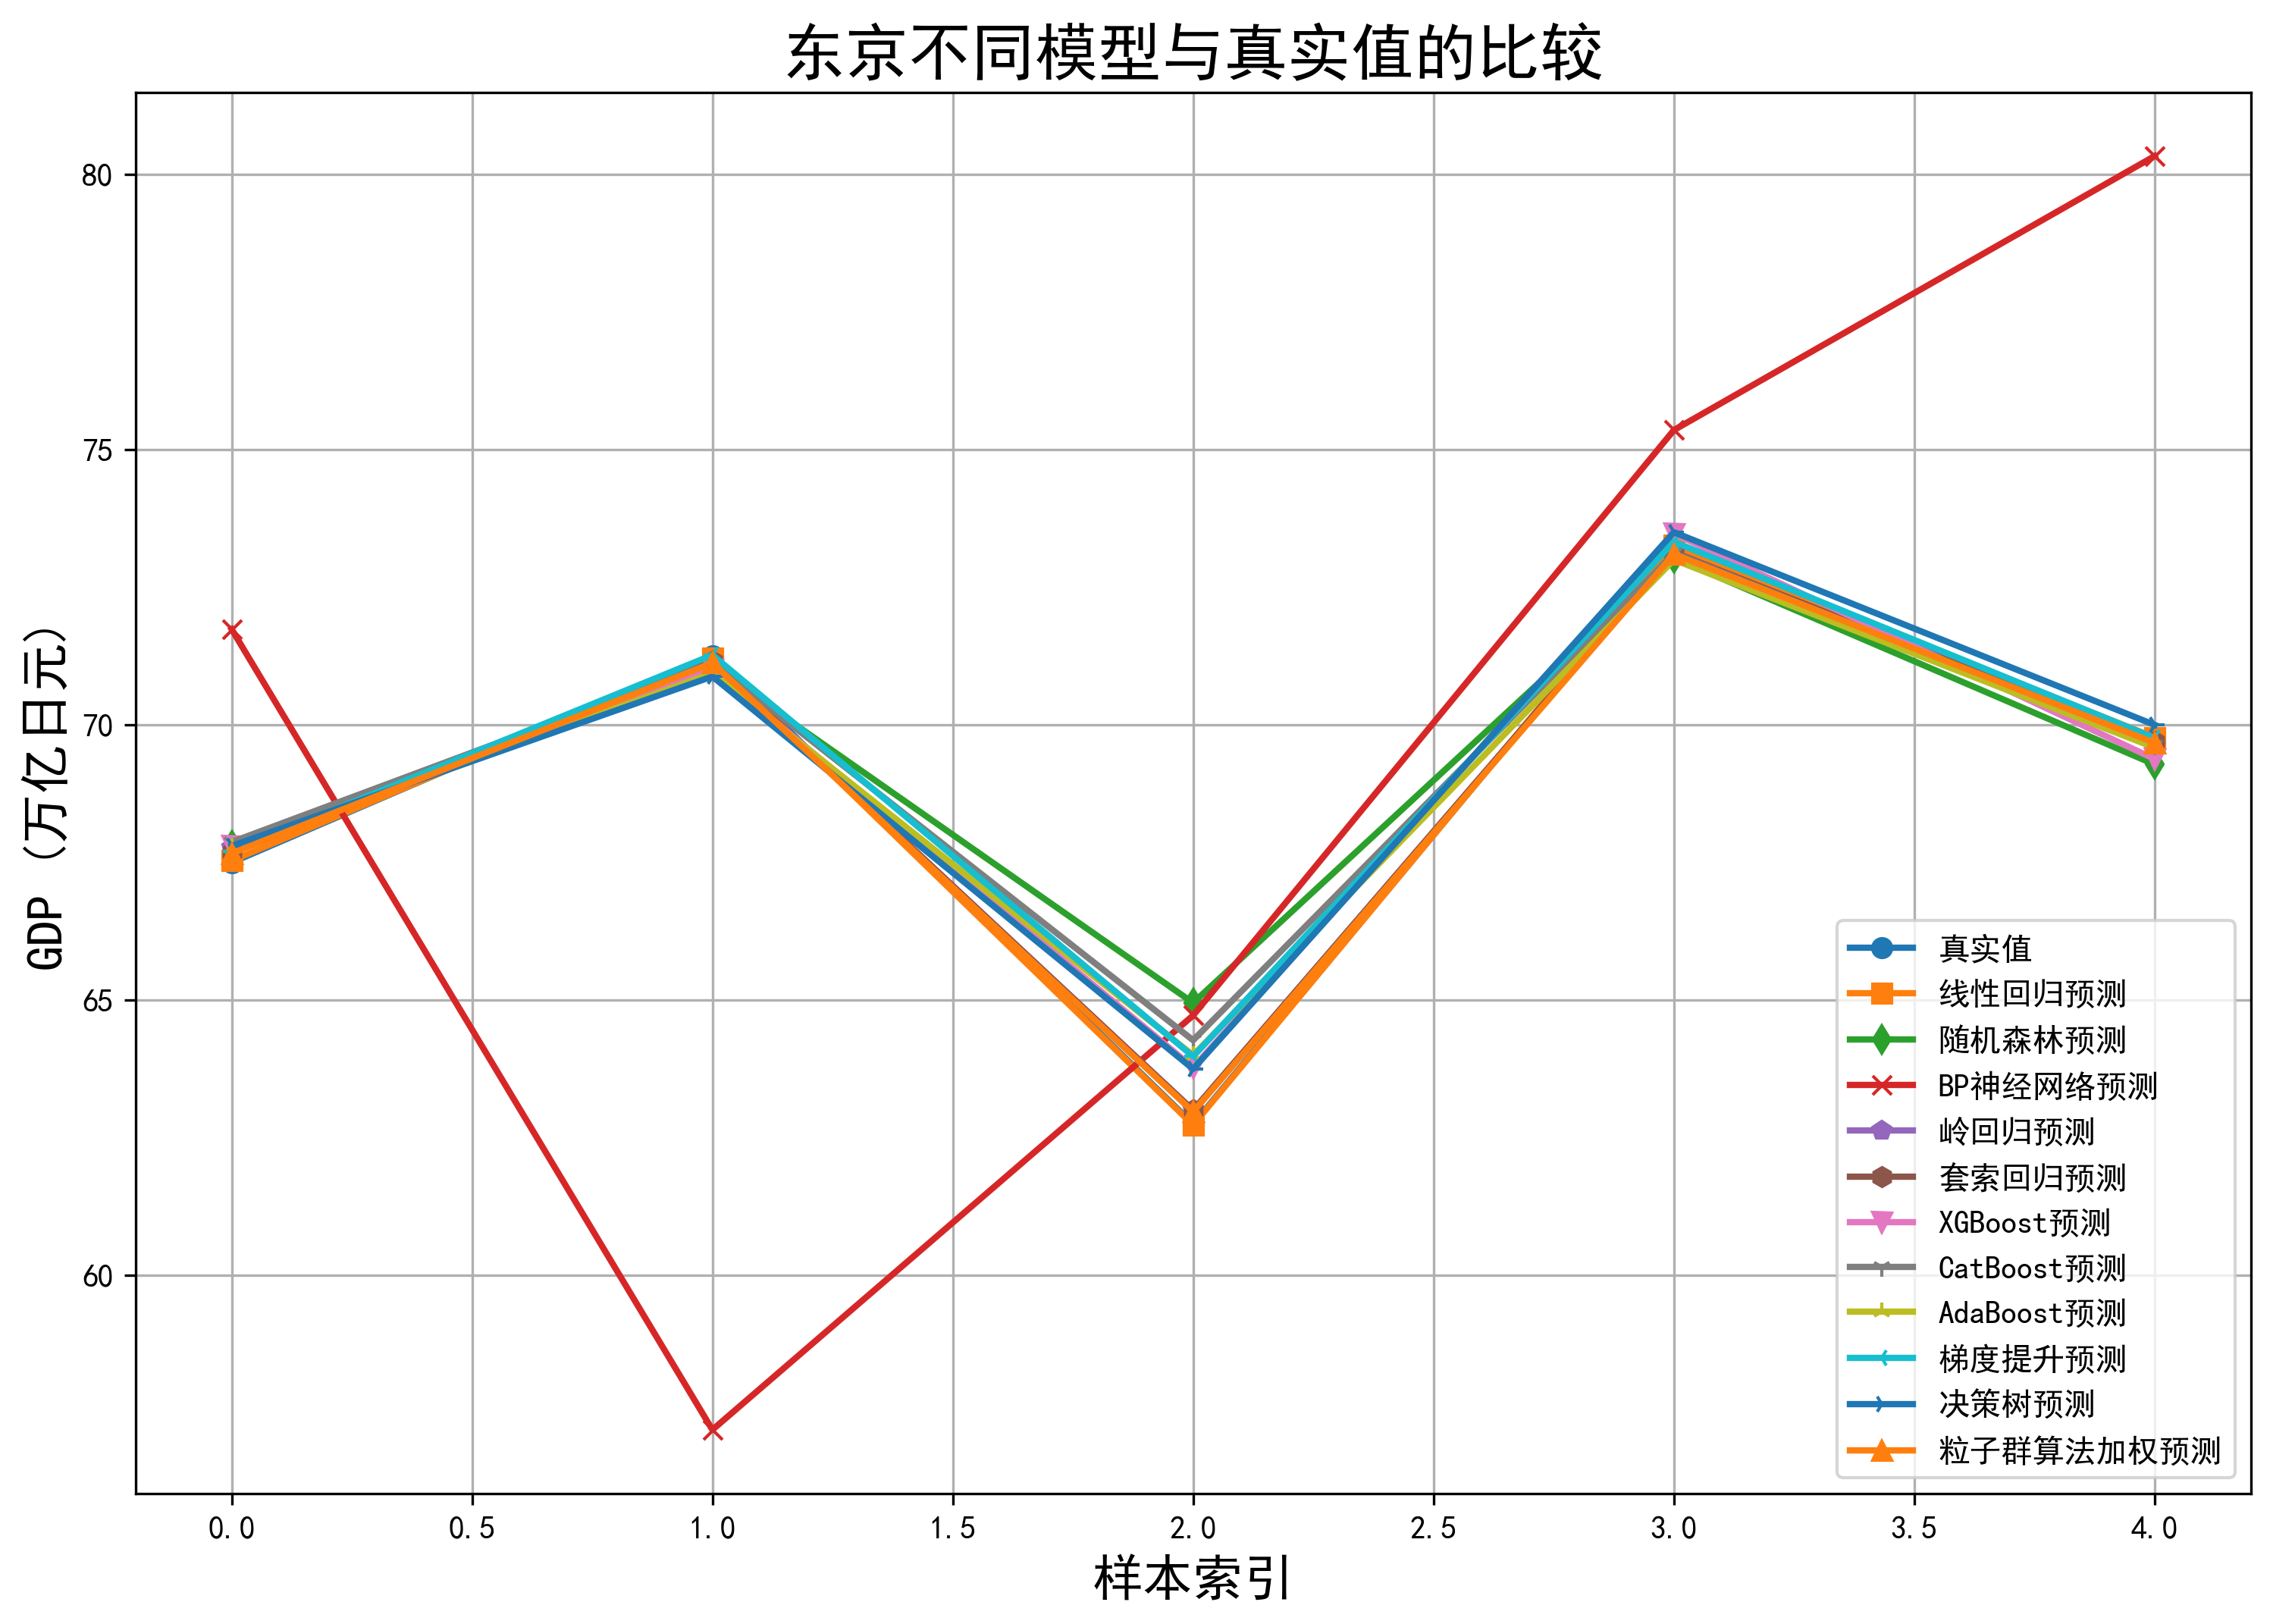 东京不同模型与真实值的比较
GDP（万亿日元）
80
75
70
65
60
真实值
线性回归预测
随机森林预测
BP神经网络预测
岭回归预测
套索回归预测
XGBoost预测
CatBoost预测
AdaBoost预测
梯度提升预测
决策树预测
粒子群算法加权预测
0.0 0.5 1.0 1.5 2.0 2.5 3.0 3.5 4.0
样本索引